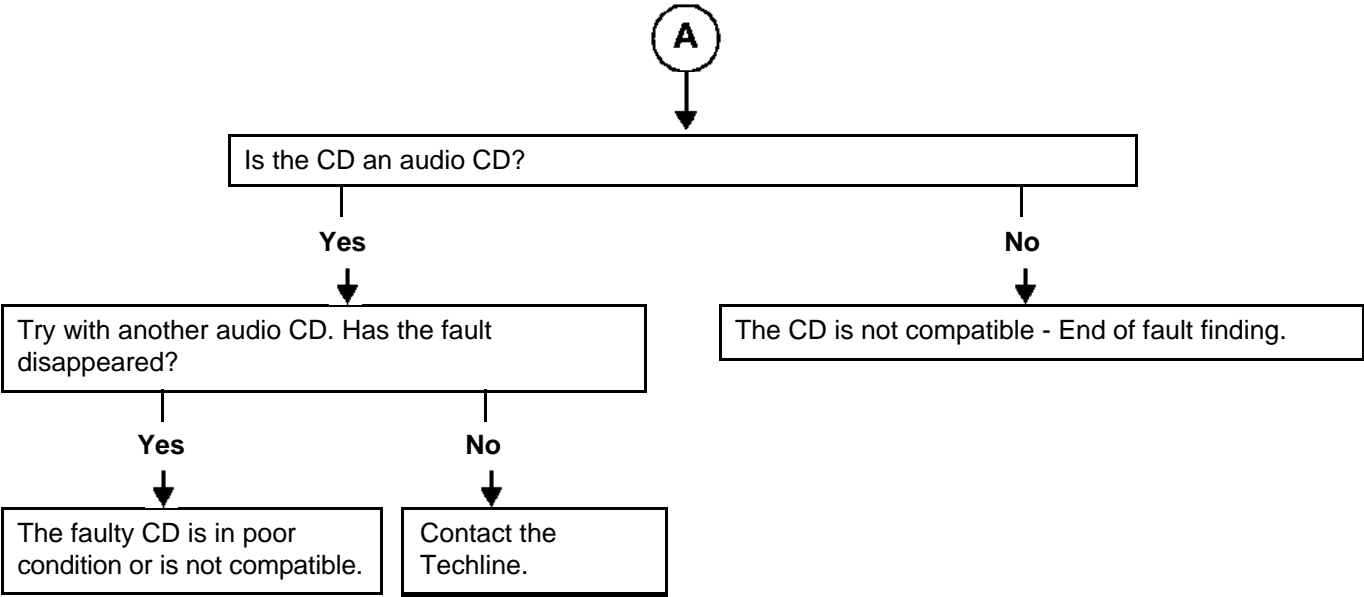 A
Is the CD an audio CD?
Yes
No
Try with another audio CD. Has the fault
disappeared?
The CD is not compatible - End of fault finding.
Yes
No
The faulty CD is in poor
condition or is not compatible.
Contact the
Techline.